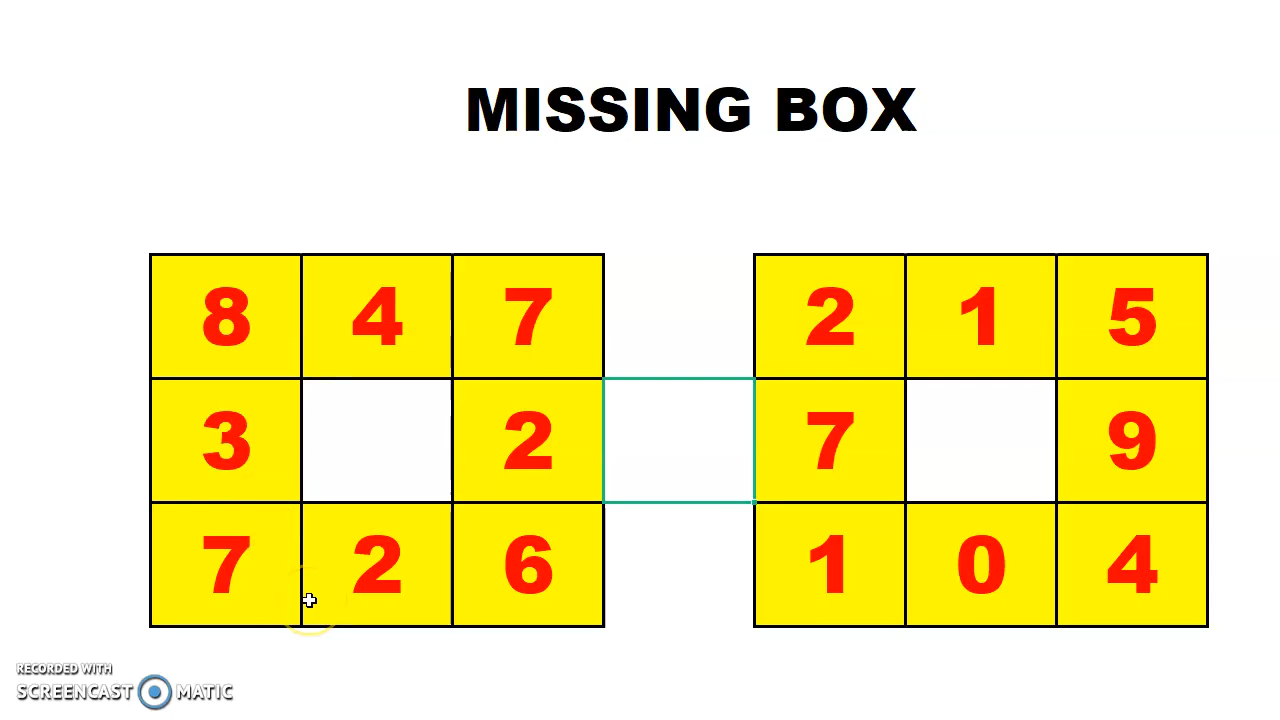 MISSING BOX
8 4 7 2 1 5
3 2 7 9
7 2 6 1 0 4
RECORDED WITH
SCREENCAST MATIC